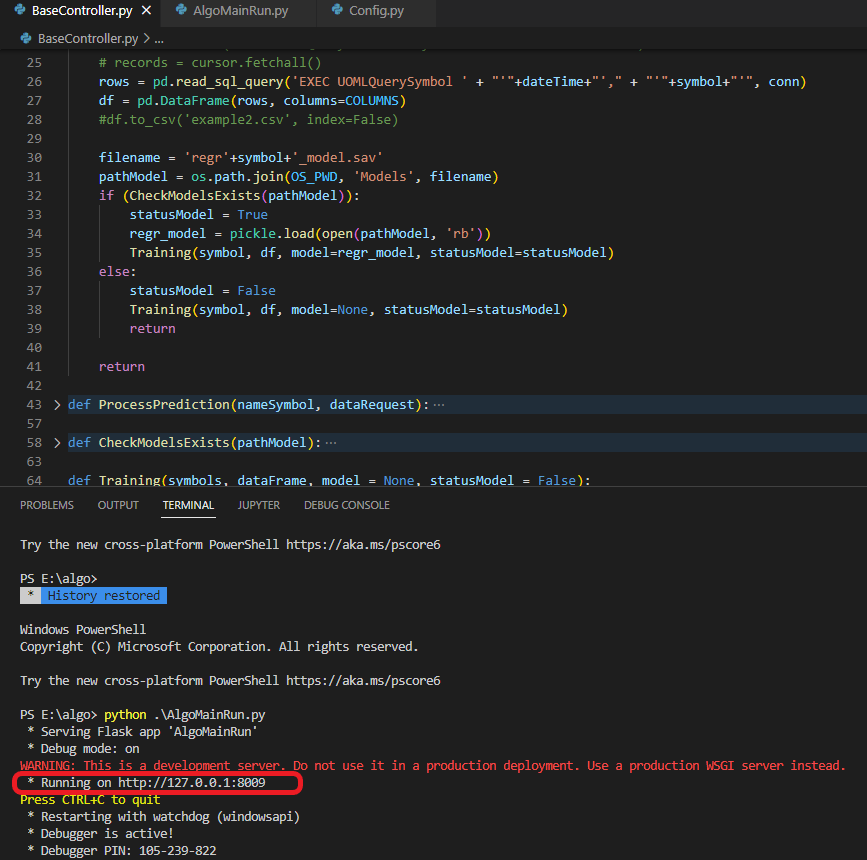 BaseController.py ×
AlgoMainRun.py
Config.py
BaseController.py > ...
25 # records = cursor.fetchall()
26 rows = pd.read_sql_query('EXEC UOMLQuerySymbol ' + "'"+dateTime+"'," + "'"+symbol+"'", conn)
27 df = pd.DataFrame(rows, columns=COLUMNS)
28 #df.to_csv('example2.csv', index=False)
29
30 filename = 'regr'+symbol+'_model.sav'
31 pathModel = os.path.join(OS_PWD, 'Models', filename)
32 if (CheckModelsExists(pathModel)):
33 statusModel = True
34 regr_model = pickle.load(open(pathModel, 'rb'))
35 Training(symbol, df, model=regr_model, statusModel=statusModel)
36 else:
37 statusModel = False
38 Training(symbol, df, model=None, statusModel=statusModel)
39 return
40
41 return
42
43 > def ProcessPrediction(nameSymbol, dataRequest): ...
57
58 > def CheckModelsExists(pathModel): ...
63
64 def Training(symbols, dataFrame, model = None, statusModel = False):
PROBLEMS OUTPUT TERMINAL JUPYTER DEBUG CONSOLE
Try the new cross-platform PowerShell https://aka.ms/pscore6
PS E:\algo>
* History restored
Windows PowerShell
Copyright (C) Microsoft Corporation. All rights reserved.
Try the new cross-platform PowerShell https://aka.ms/pscore6
PS E:\algo> python .\AlgoMainRun.py
* Serving Flask app 'AlgoMainRun'
* Debug mode: on
WARNING: This is a development server. Do not use it in a production deployment. Use a production WSGI server instead.
* Running on http://127.0.0.1:8009
Press CTRL+C to quit
* Restarting with watchdog (windowsapi)
* Debugger is active!
* Debugger PIN: 105-239-822